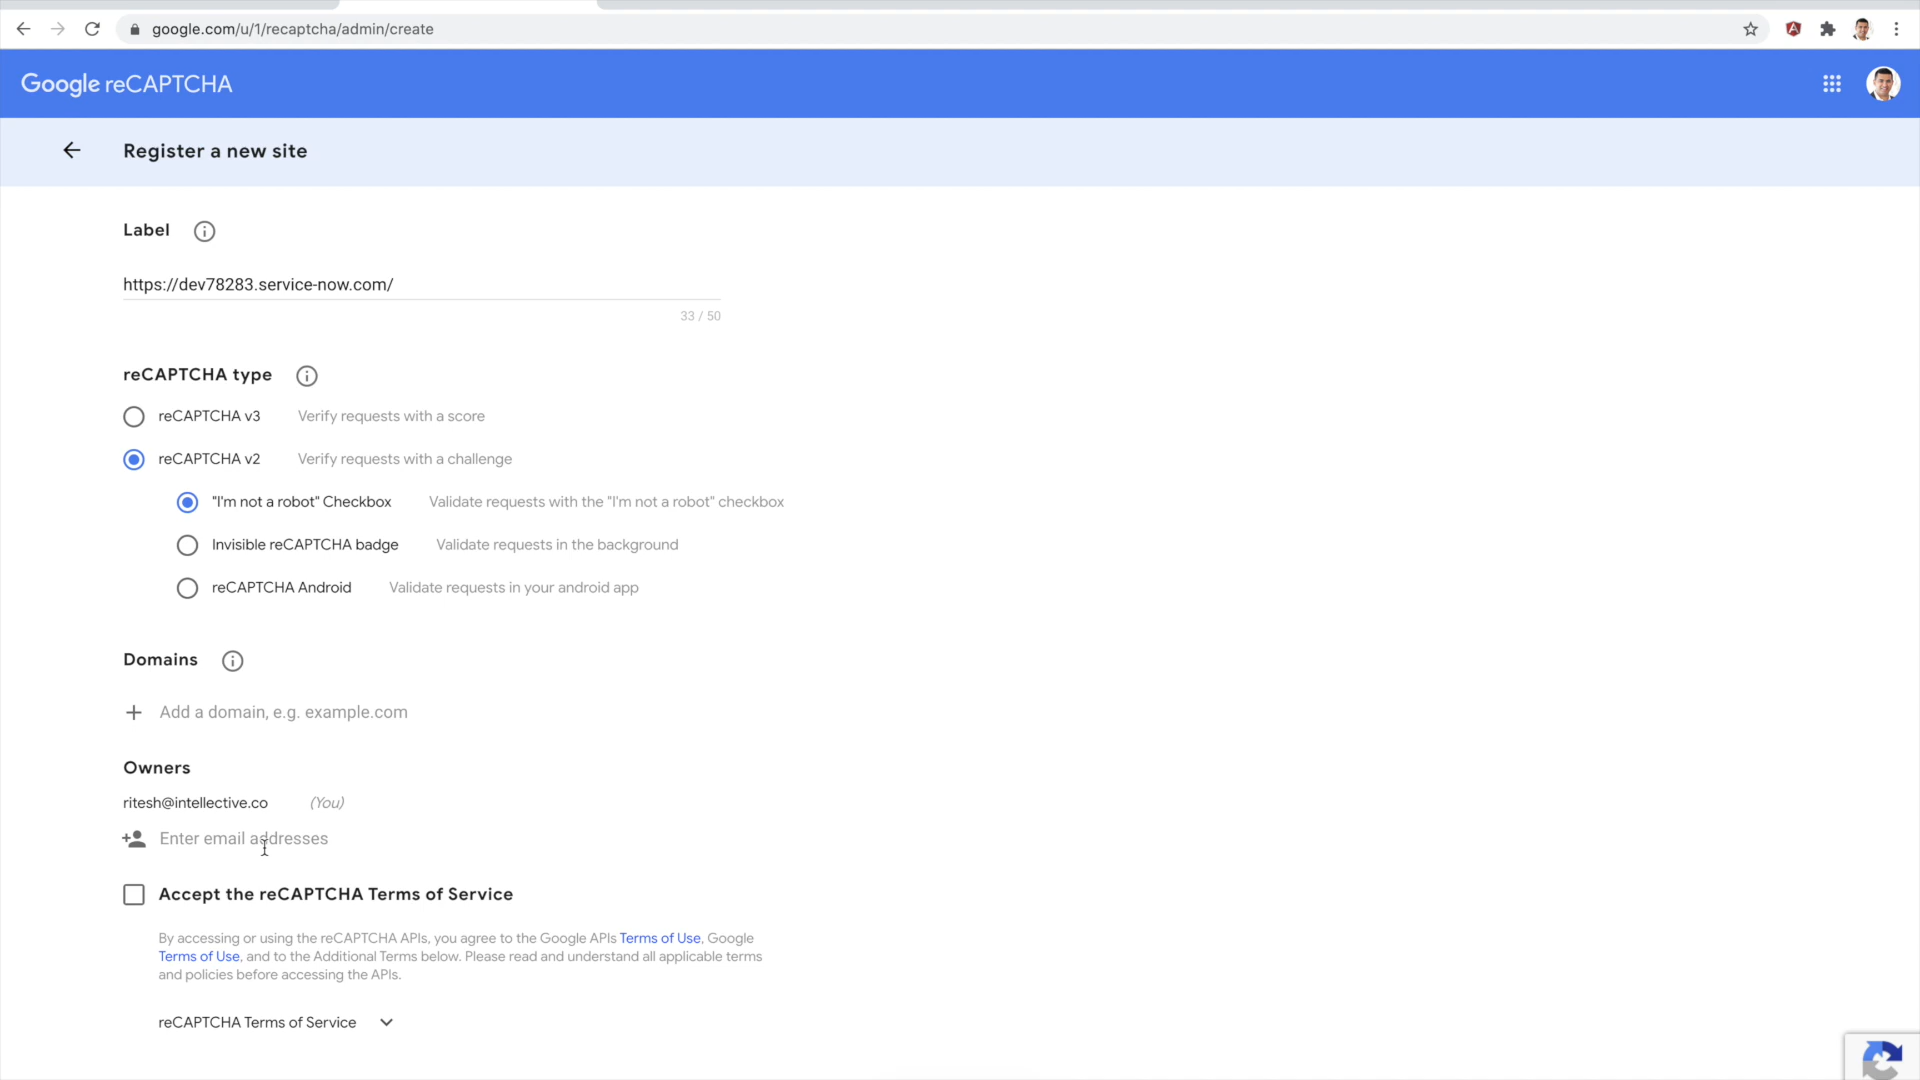 google.com/u/1/recaptcha/admin/create
Google reCAPTCHA
Register a new site
Label
https://dev78283.service-now.com/
33 / 50
reCAPTCHA type
reCAPTCHA v3 Verify requests with a score
reCAPTCHA v2 Verify requests with a challenge
"I'm not a robot" Checkbox Validate requests with the "I'm not a robot" checkbox
Invisible reCAPTCHA badge Validate requests in the background
reCAPTCHA Android Validate requests in your android app
Domains
Add a domain, e.g. example.com
Owners
ritesh@intellective.co (You)
Enter email addresses
Accept the reCAPTCHA Terms of Service
By accessing or using the reCAPTCHA APIs, you agree to the Google APIs Terms of Use, Google
Terms of Use, and to the Additional Terms below. Please read and understand all applicable terms
and policies before accessing the APIs.
reCAPTCHA Terms of Service